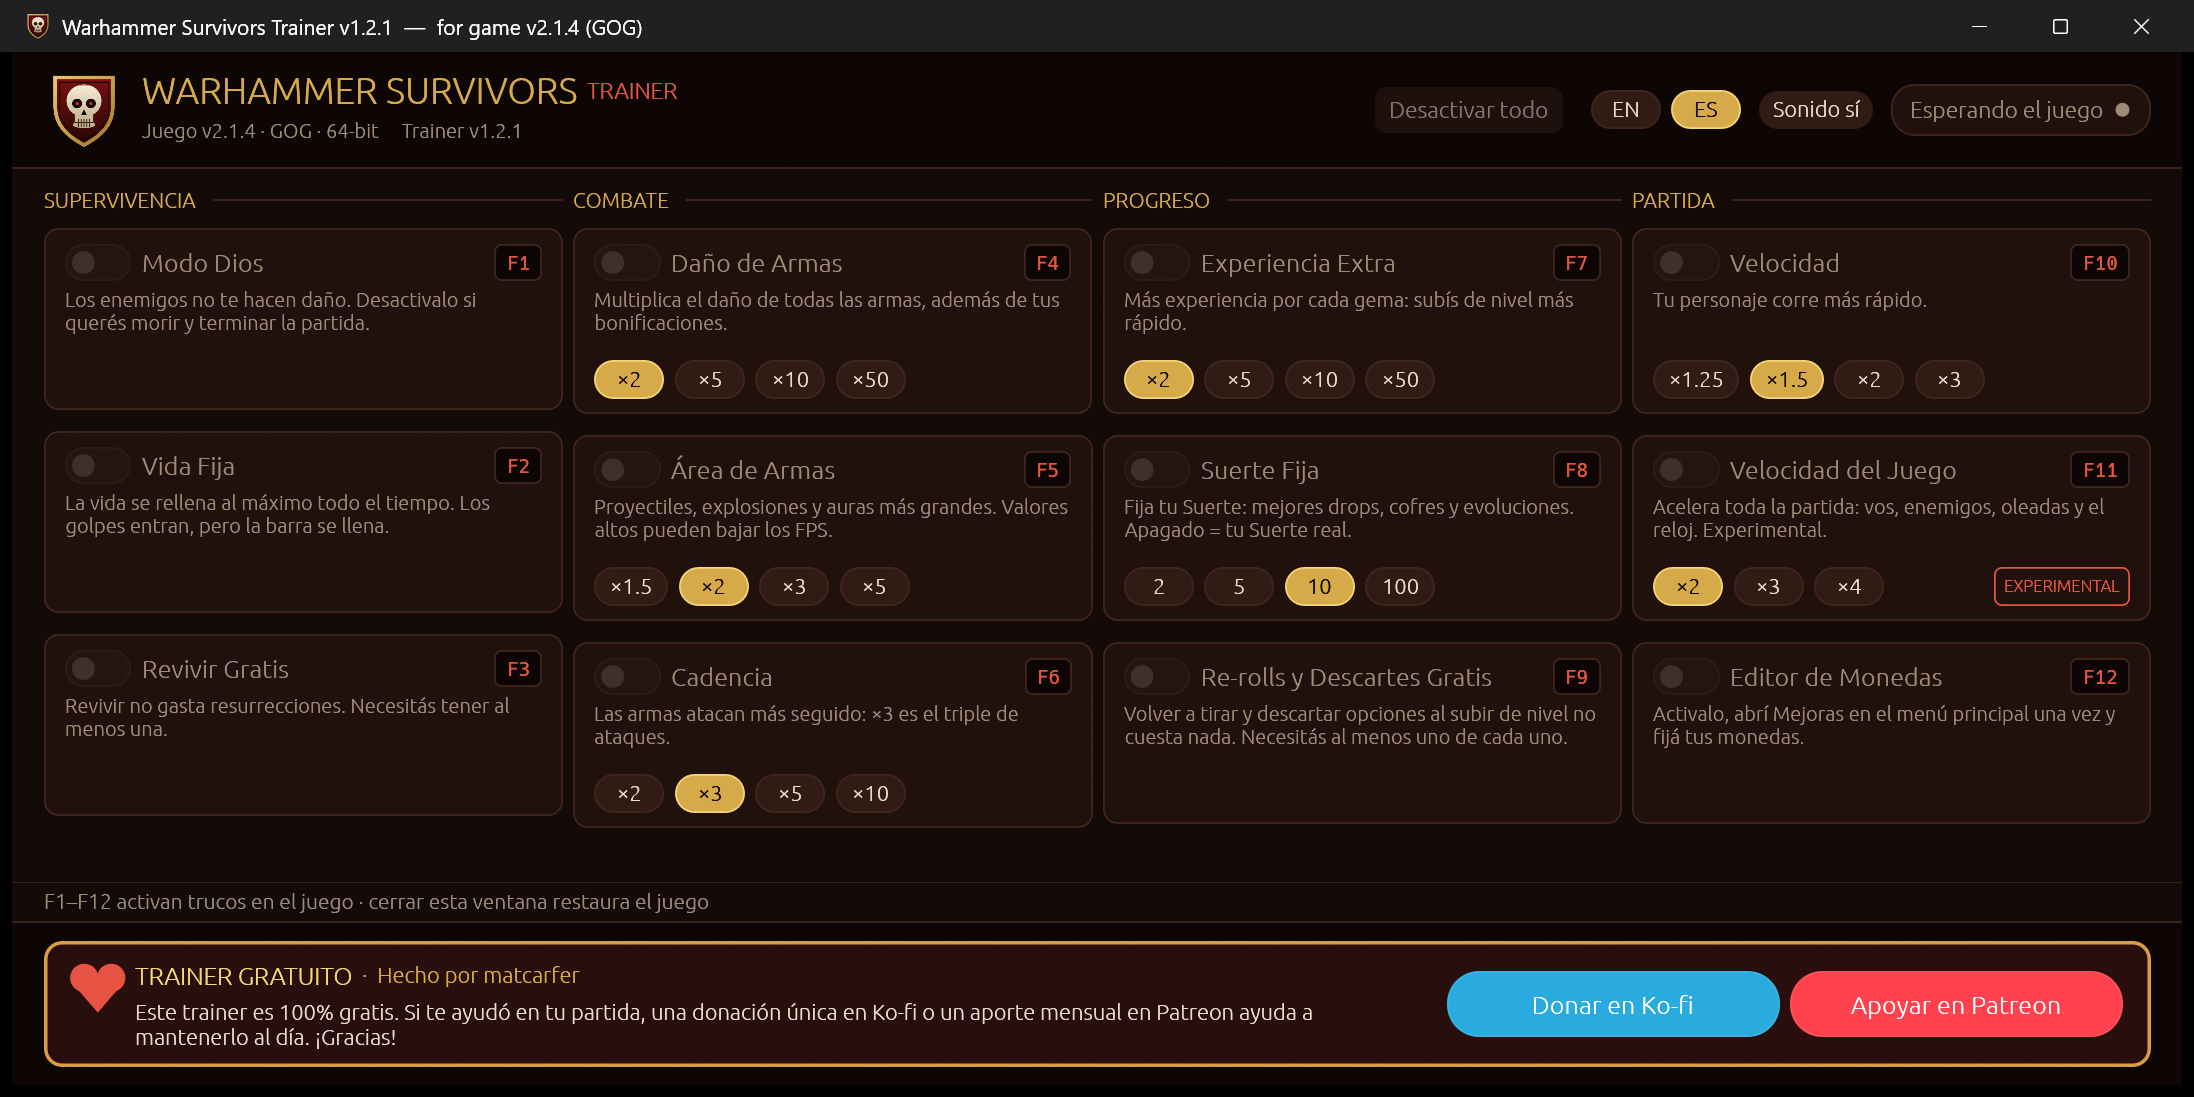 Warhammer Survivors Trainer v1.2.1 — for game v2.1.4 (GOG)
WARHAMMER SURVIVORS TRAINER
Juego v2.1.4 · GOG · 64-bit Trainer v1.2.1
Desactivar todo
EN
ES
Sonido sí
Esperando el juego
SUPERVIVENCIA
Modo Dios
F1
Los enemigos no te hacen daño. Desactivalo si
querés morir y terminar la partida.
Vida Fija
F2
La vida se rellena al máximo todo el tiempo. Los
golpes entran, pero la barra se llena.
Revivir Gratis
F3
Revivir no gasta resurrecciones. Necesitás tener al
menos una.
COMBATE
Daño de Armas
F4
Multiplica el daño de todas las armas, además de tus
bonificaciones.
×2 ×5 ×10 ×50
Área de Armas
F5
Proyectiles, explosiones y auras más grandes. Valores
altos pueden bajar los FPS.
×1.5 ×2 ×3 ×5
Cadencia
F6
Las armas atacan más seguido: ×3 es el triple de
ataques.
×2 ×3 ×5 ×10
PROGRESO
Experiencia Extra
F7
Más experiencia por cada gema: subís de nivel más
rápido.
×2 ×5 ×10 ×50
Suerte Fija
F8
Fija tu Suerte: mejores drops, cofres y evoluciones.
Apagado = tu Suerte real.
2 5 10 100
Re-rolls y Descartes Gratis
F9
Volver a tirar y descartar opciones al subir de nivel no
cuesta nada. Necesitás al menos uno de cada uno.
PARTIDA
Velocidad
F10
Tu personaje corre más rápido.
×1.25 ×1.5 ×2 ×3
Velocidad del Juego
F11
Acelera toda la partida: vos, enemigos, oleadas y el
reloj. Experimental.
×2 ×3 ×4
EXPERIMENTAL
Editor de Monedas
F12
Activalo, abrí Mejoras en el menú principal una vez y
fijá tus monedas.
F1–F12 activan trucos en el juego · cerrar esta ventana restaura el juego
TRAINER GRATUITO · Hecho por matcarfer
Este trainer es 100% gratis. Si te ayudó en tu partida, una donación única en Ko-fi o un aporte mensual en Patreon ayuda a
mantenerlo al día. ¡Gracias!
Donar en Ko-fi
Apoyar en Patreon